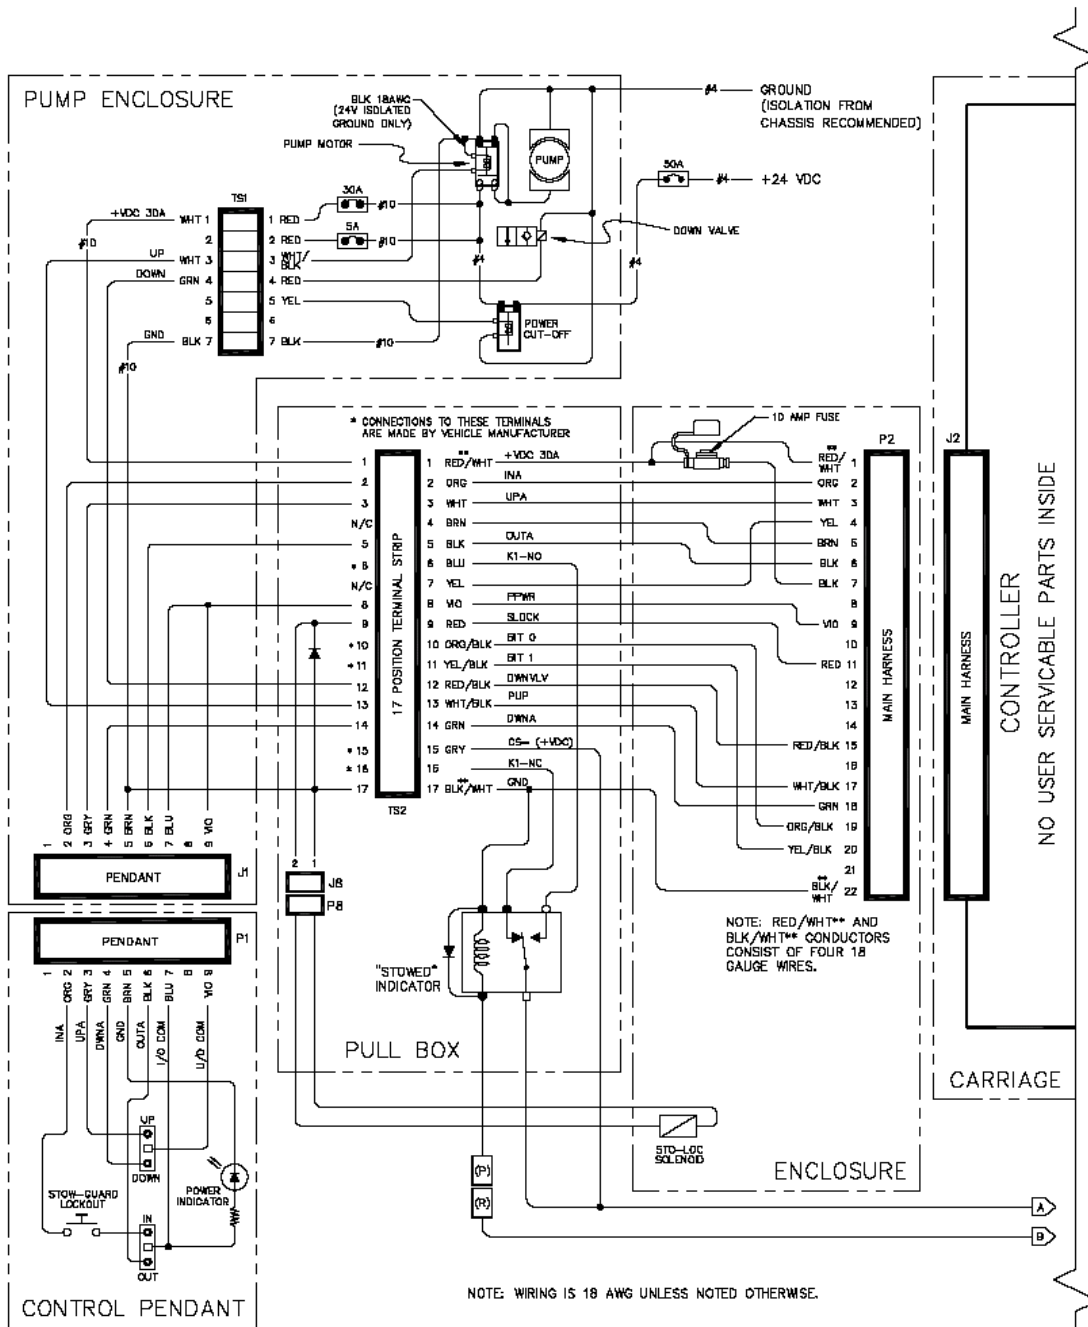 PUMP ENCLOSURE
BLK 18AWG
(24V ISOLATED
GROUND ONLY)
PUMP MOTOR
PUMP
#4
GROUND
(ISOLATION FROM
CHASSIS RECOMMENDED)
50A
#4
+24 VDC
DOWN VALVE
#4
#4
POWER
CUT-OFF
TS1
30A
#10
5A
#10
+VDC 30A
WHT 1
1 RED
#10
2
2 RED
UP
WHT 3
3 WHT/
BLK
DOWN
GRN 4
4 RED
5
5 YEL
6
6
GND
BLK 7
7 BLK
#10
#10
* CONNECTIONS TO THESE TERMINALS
ARE MADE BY VEHICLE MANUFACTURER
10 AMP FUSE
P2
J2
1
1 RED/WHT**
+VDC 30A
**
RED/
WHT 1
2
2 ORG
INA
ORG 2
3
3 WHT
UPA
WHT 3
N/C
4 BRN
YEL 4
5
5 BLK
OUTA
BRN 5
* 6
6 BLU
K1-NO
BLK 6
N/C
7 YEL
BLK 7
8
8 VIO
PPWR
8
9
9 RED
SLOCK
VIO 9
*10
10 ORG/BLK
BIT 0
10
*11
11 YEL/BLK
BIT 1
RED 11
12
12 RED/BLK
DWNVLV
12
13
13 WHT/BLK
PUP
13
14
14 GRN
DWNA
14
*15
15 GRY
CS- (+VDC)
RED/BLK 15
* 16
16
K1-NC
16
17
17 BLK/WHT**
GND
WHT/BLK 17
GRN 18
ORG/BLK 19
YEL/BLK 20
21
**
BLK/
WHT 22
17 POSITION TERMINAL STRIP
TS2
MAIN HARNESS
MAIN HARNESS
CONTROLLER
NO USER SERVICABLE PARTS INSIDE
1
2 ORG
3 GRY
4 GRN
5 BRN
6 BLK
7 BLU
8
9 VIO
PENDANT
J1
2 1
J8
P8
PENDANT
P1
1
2 ORG
3 GRY
4 GRN
5 BRN
6 BLK
7 BLU
8
9 VIO
INA
UPA
DWNA
GND
OUTA
I/O COM
U/D COM
NOTE: RED/WHT** AND
BLK/WHT** CONDUCTORS
CONSIST OF FOUR 18
GAUGE WIRES.
"STOWED"
INDICATOR
PULL BOX
CARRIAGE
UP
DOWN
STOW-GUARD
LOCKOUT
POWER
INDICATOR
IN
OUT
STO-LOC
SOLENOID
ENCLOSURE
(P)
(R)
A
B
CONTROL PENDANT
NOTE: WIRING IS 18 AWG UNLESS NOTED OTHERWISE.